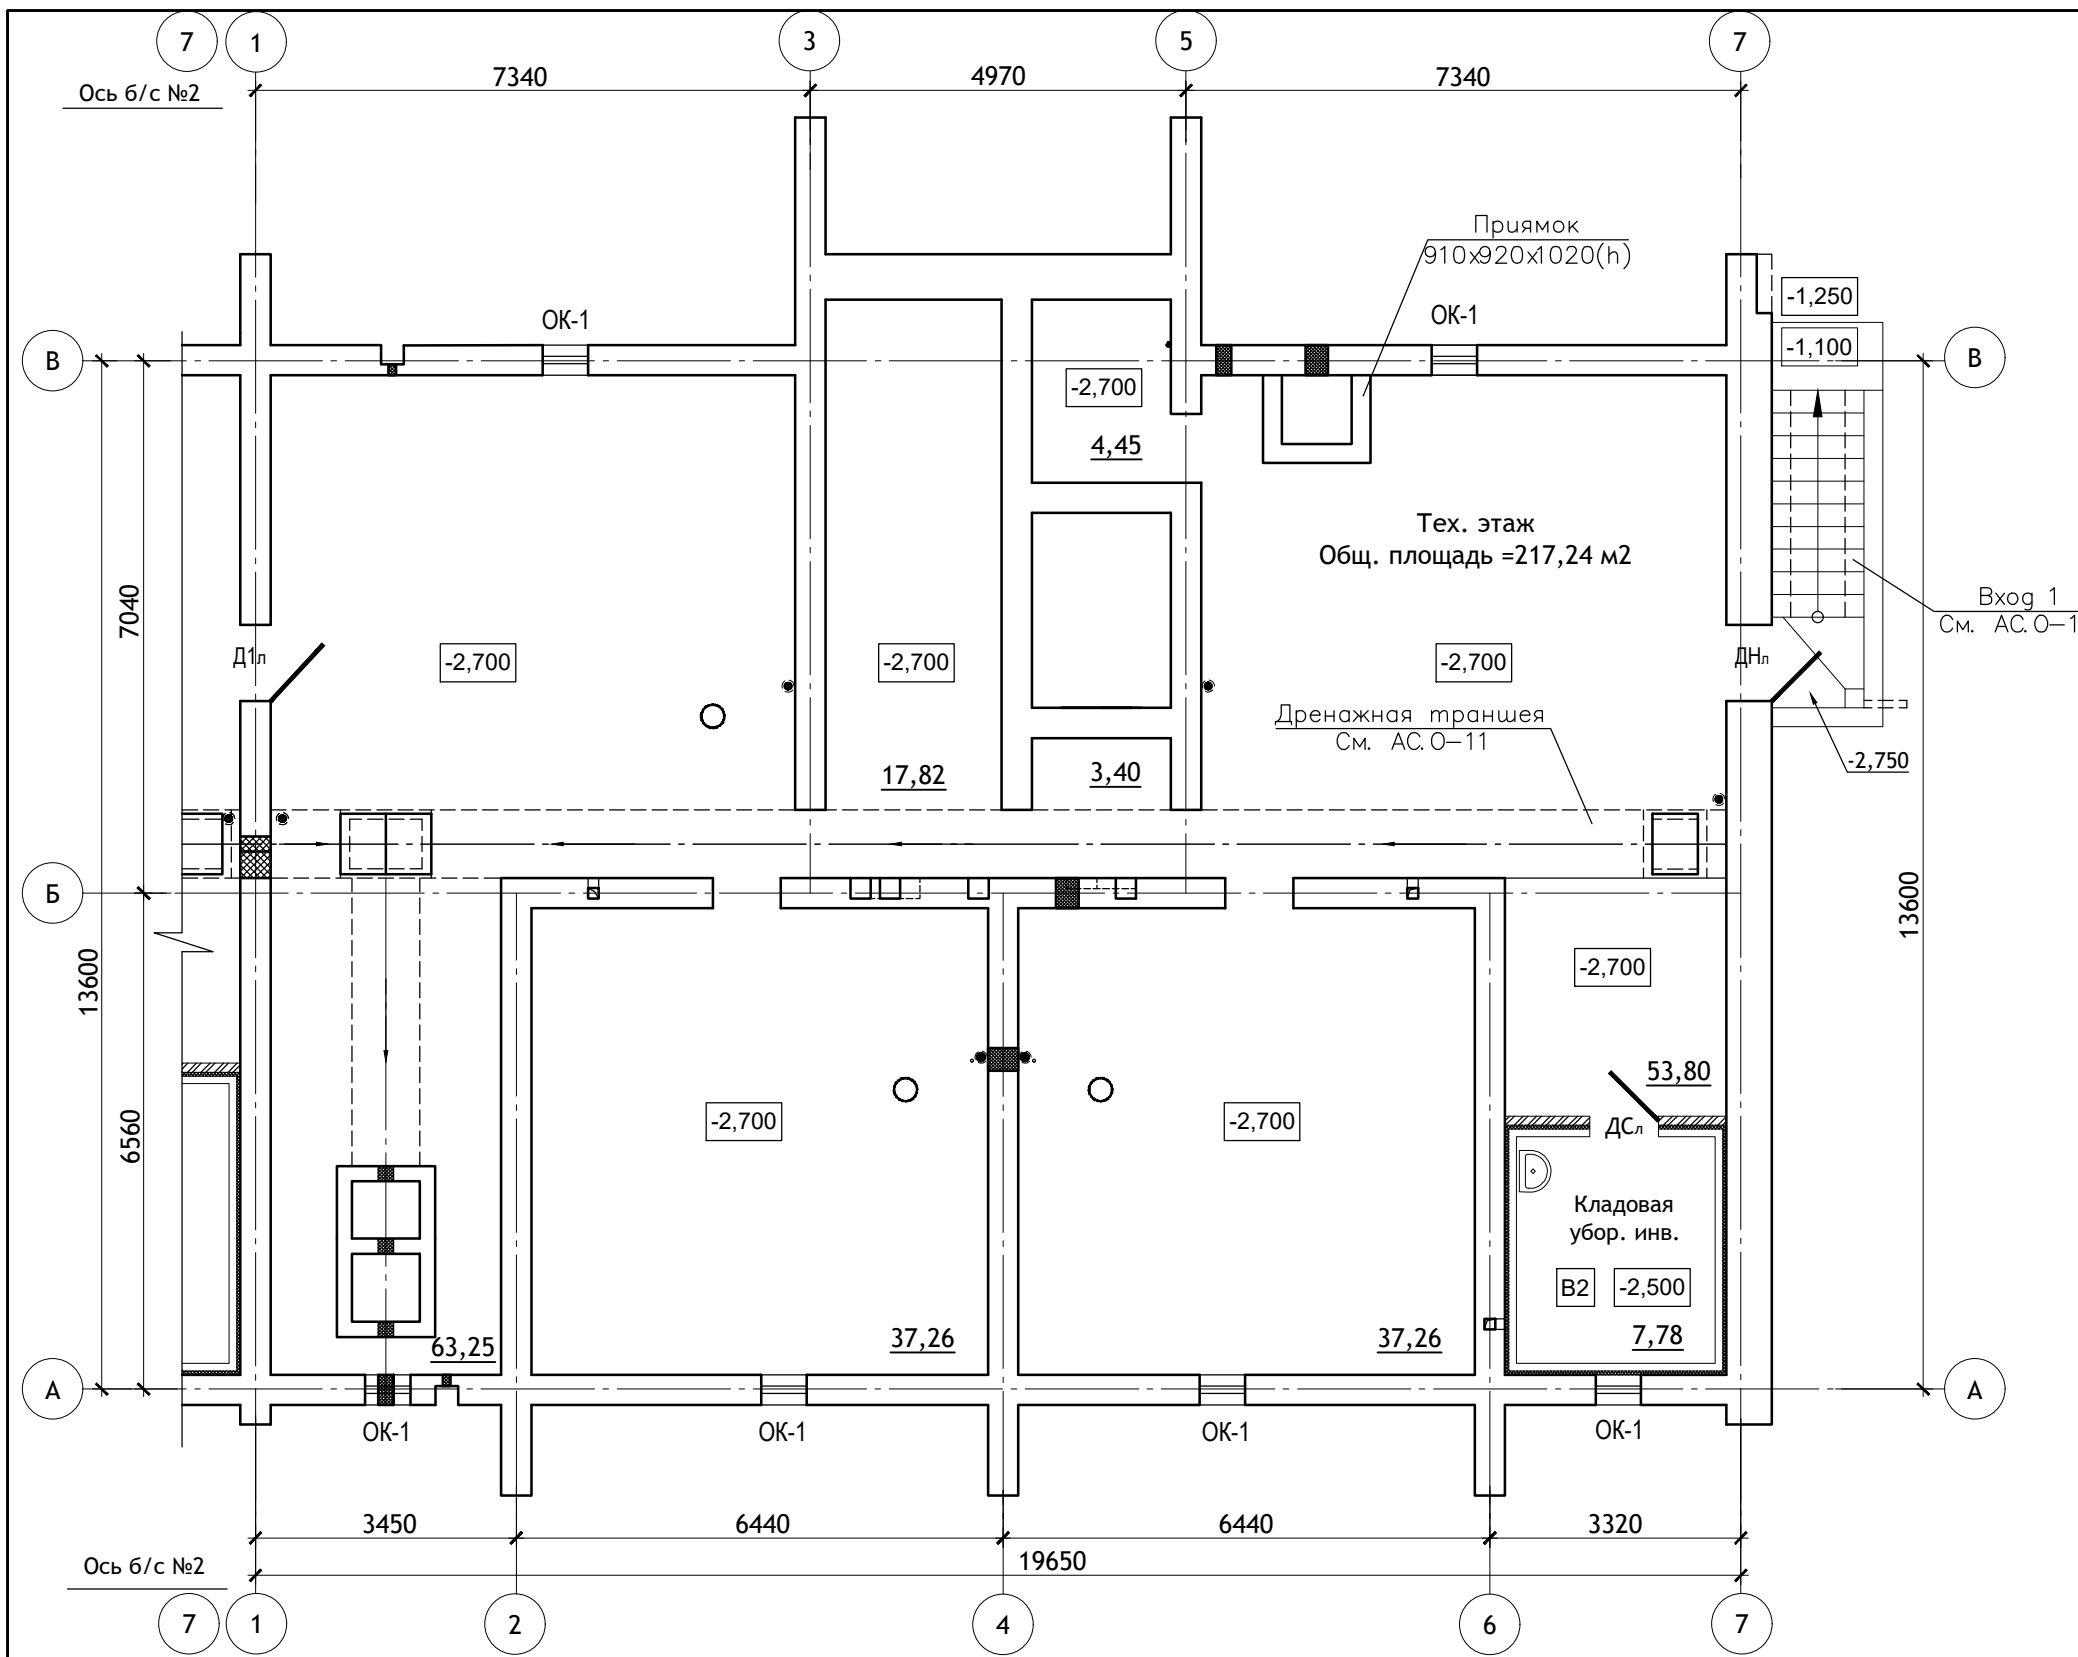 7
1
3
5
7
Ось б/с №2
7340
4970
7340
Приямок
910х920х1020(h)
-1,250
ОК-1
ОК-1
-1,100
В
В
-2,700
4,45
Тех. этаж
Общ. площадь =217,24 м2
7040
Вход 1
См. АС.О-1
Д1л
-2,700
-2,700
-2,700
ДНл
Дренажная траншея
См. АС.О-11
-2,750
17,82
3,40
Б
13600
13600
-2,700
53,80
6560
-2,700
-2,700
ДСл
Кладовая
убор. инв.
В2
-2,500
63,25
37,26
37,26
7,78
А
А
ОК-1
ОК-1
ОК-1
ОК-1
3450
6440
6440
3320
19650
Ось б/с №2
7
1
2
4
6
7